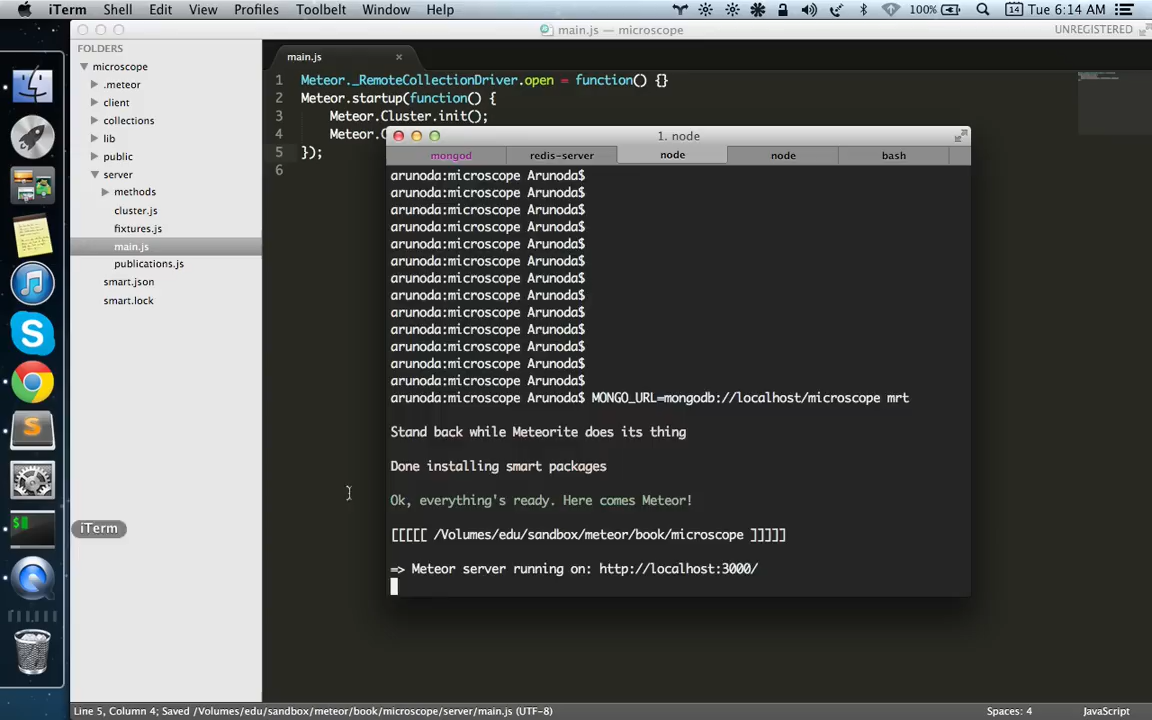 iTerm Shell Edit View Profiles Toolbelt Window Help 14 100% Tue 6:14 AM
main.js — microscope UNREGISTERED
FOLDERS
microscope
.meteor
client
collections
lib
public
server
methods
cluster.js
fixtures.js
main.js
publications.js
smart.json
smart.lock
main.js ×
1 Meteor._RemoteCollectionDriver.open = function() {}
2 Meteor.startup(function() {
3 Meteor.Cluster.init();
4 Meteor.C
5 });
6
1. node
mongod redis-server node node bash
arunoda:microscope Arunoda$
arunoda:microscope Arunoda$
arunoda:microscope Arunoda$
arunoda:microscope Arunoda$
arunoda:microscope Arunoda$
arunoda:microscope Arunoda$
arunoda:microscope Arunoda$
arunoda:microscope Arunoda$
arunoda:microscope Arunoda$
arunoda:microscope Arunoda$
arunoda:microscope Arunoda$
arunoda:microscope Arunoda$
arunoda:microscope Arunoda$
arunoda:microscope Arunoda$ MONGO_URL=mongodb://localhost/microscope mrt
Stand back while Meteorite does its thing
Done installing smart packages
Ok, everything's ready. Here comes Meteor!
[[[[[ /Volumes/edu/sandbox/meteor/book/microscope ]]]]]
=> Meteor server running on: http://localhost:3000/
iTerm
S
S
$
Line 5, Column 4; Saved /Volumes/edu/sandbox/meteor/book/microscope/server/main.js (UTF-8) Spaces: 4 JavaScript